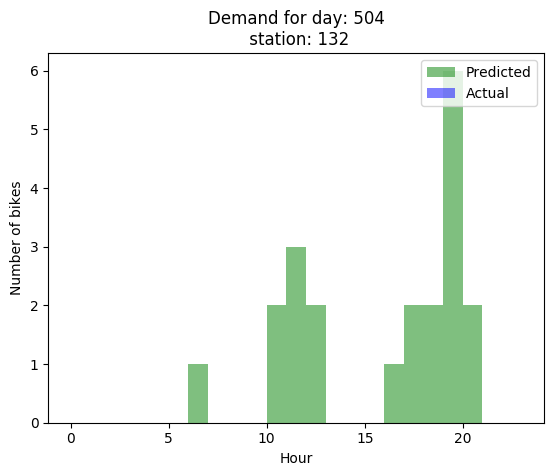 Demand for day: 504
station: 132
Predicted
Actual
Number of bikes
6
5
4
3
2
1
0
0
5
10
15
20
Hour